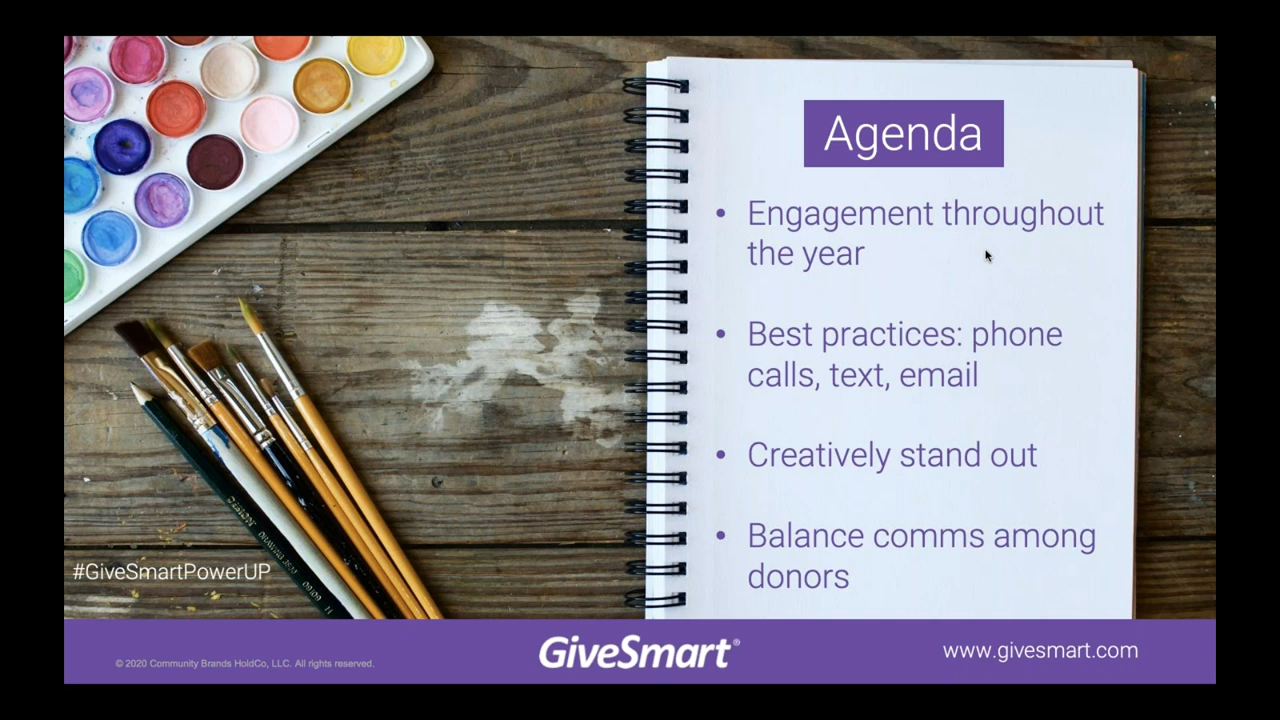 Agenda
• Engagement throughout
the year
• Best practices: phone
calls, text, email
• Creatively stand out
• Balance comms among
donors
#GiveSmartPowerUP
© 2020 Community Brands HoldCo, LLC. All rights reserved.
GiveSmart®
www.givesmart.com